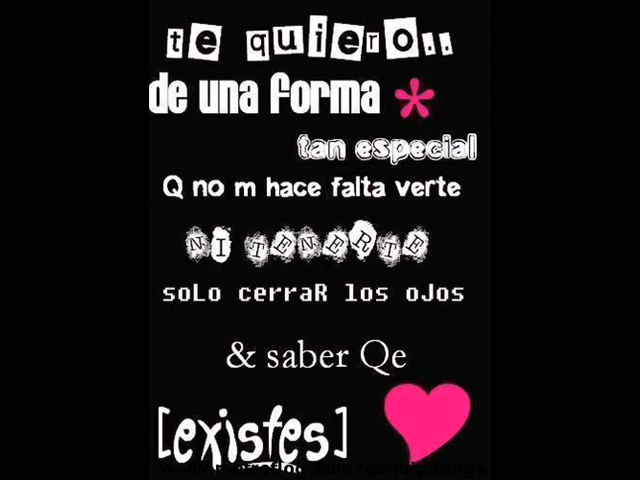 te quiero..
de una forma *
tan especial
Q no m hace falta verte
NI TENERTE
soLo cerraR los oJos
& saber Qe
[existes]